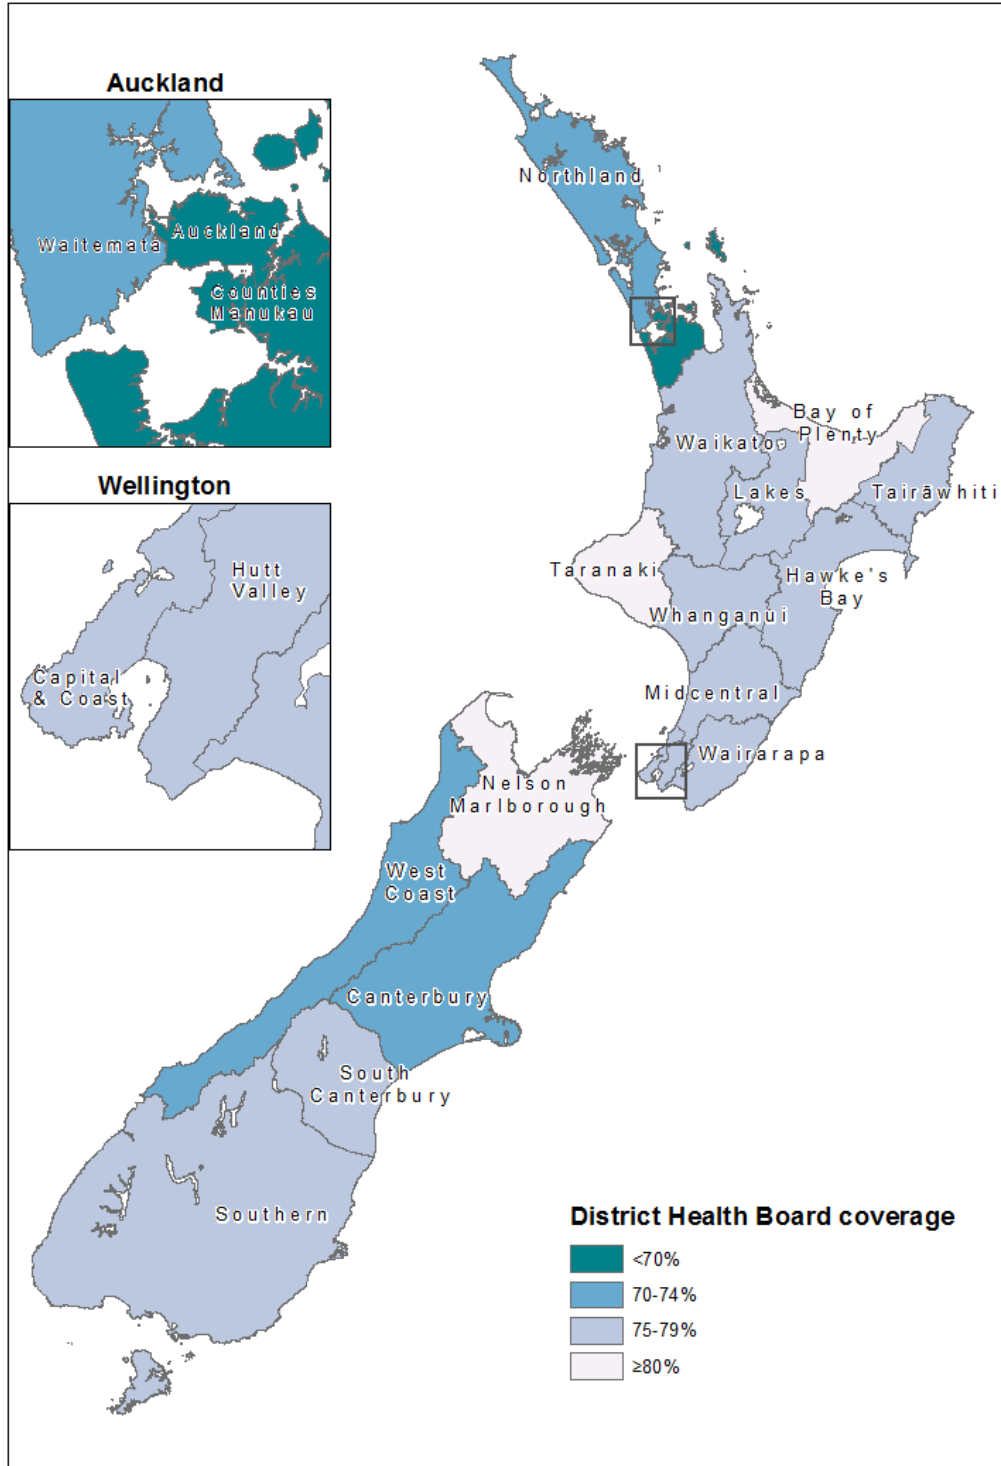 Auckland
Waitematā
Auckland
Counties
Manukau
Wellington
Hutt
Valley
Capital
& Coast
Northland
Bay of
Plenty
Waikato
Lakes
Tairāwhiti
Taranaki
Hawke's
Bay
Whanganui
Midcentral
Wairarapa
Nelson
Marlborough
West
Coast
Canterbury
South
Canterbury
Southern
District Health Board coverage
<70%
70-74%
75-79%
≥80%